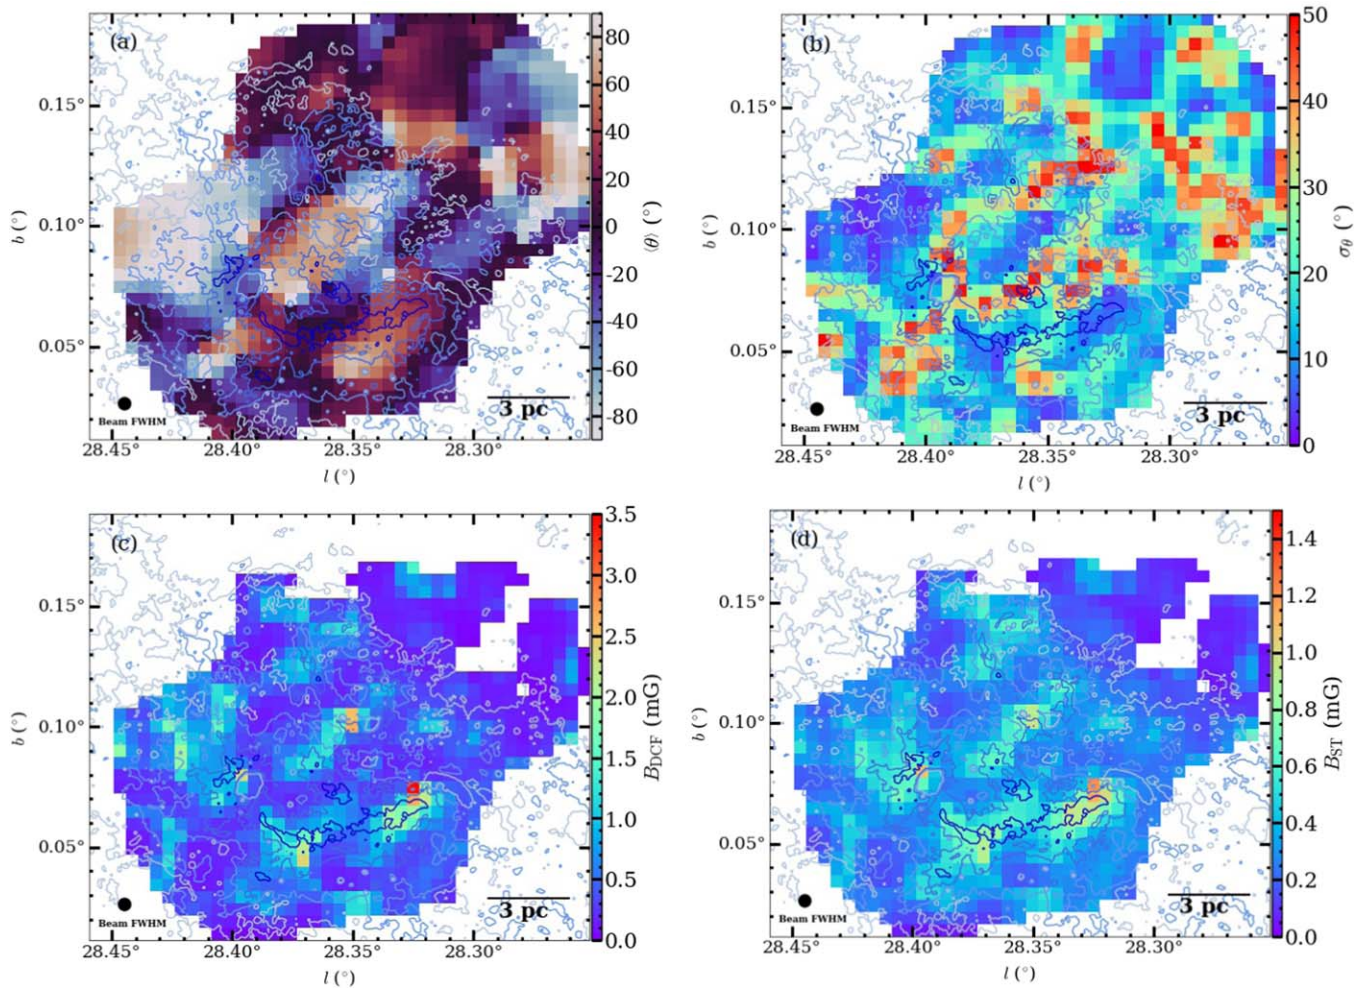 (a)
80
60
40
20
0
-20
-40
-60
-80
⟨θ⟩ (°)
0.15°
0.10°
0.05°
b (°)
Beam FWHM
3 pc
28.45° 28.40° 28.35° 28.30°
l (°)
(b)
50
40
30
20
10
0
σθ (°)
0.15°
0.10°
0.05°
b (°)
Beam FWHM
3 pc
28.45° 28.40° 28.35° 28.30°
l (°)
(c)
3.5
3.0
2.5
2.0
1.5
1.0
0.5
0.0
BDCF (mG)
0.15°
0.10°
0.05°
b (°)
Beam FWHM
3 pc
28.45° 28.40° 28.35° 28.30°
l (°)
(d)
1.4
1.2
1.0
0.8
0.6
0.4
0.2
0.0
BST (mG)
0.15°
0.10°
0.05°
b (°)
Beam FWHM
3 pc
28.45° 28.40° 28.35° 28.30°
l (°)